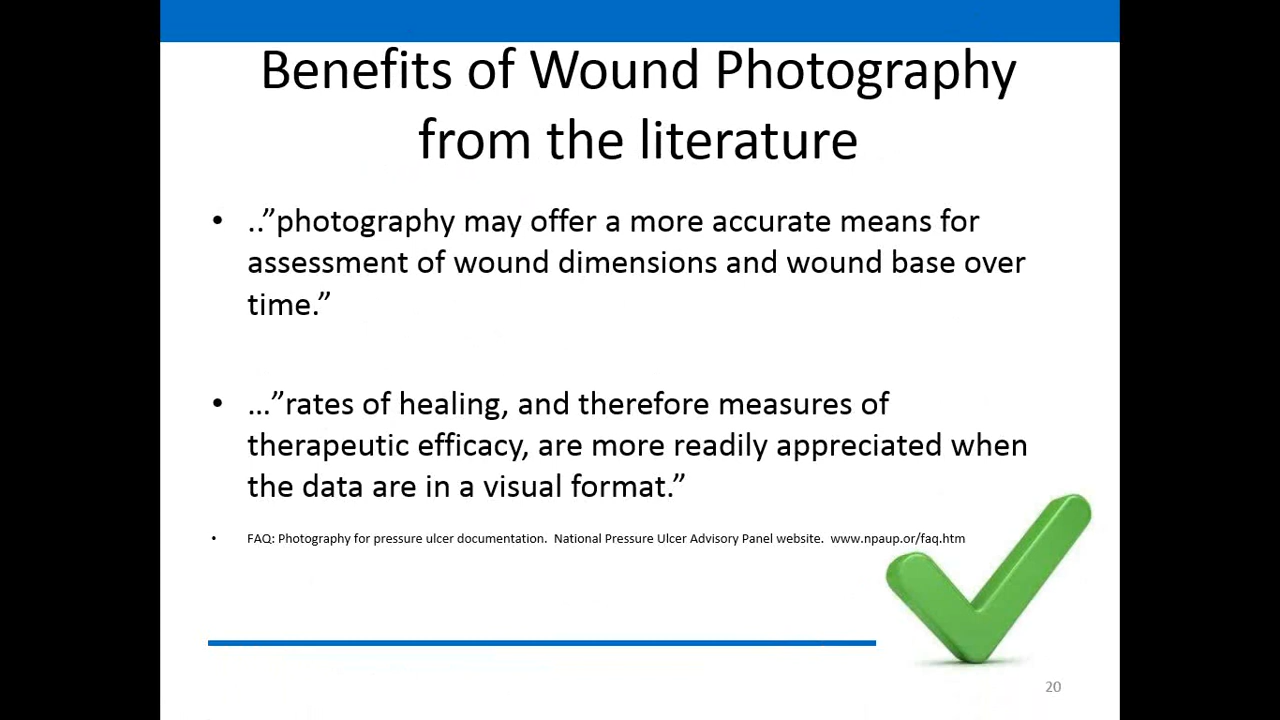 Benefits of Wound Photography
from the literature
• ..”photography may offer a more accurate means for
assessment of wound dimensions and wound base over
time.”
• …”rates of healing, and therefore measures of
therapeutic efficacy, are more readily appreciated when
the data are in a visual format.”
• FAQ: Photography for pressure ulcer documentation. National Pressure Ulcer Advisory Panel website. www.npaup.or/faq.htm
20